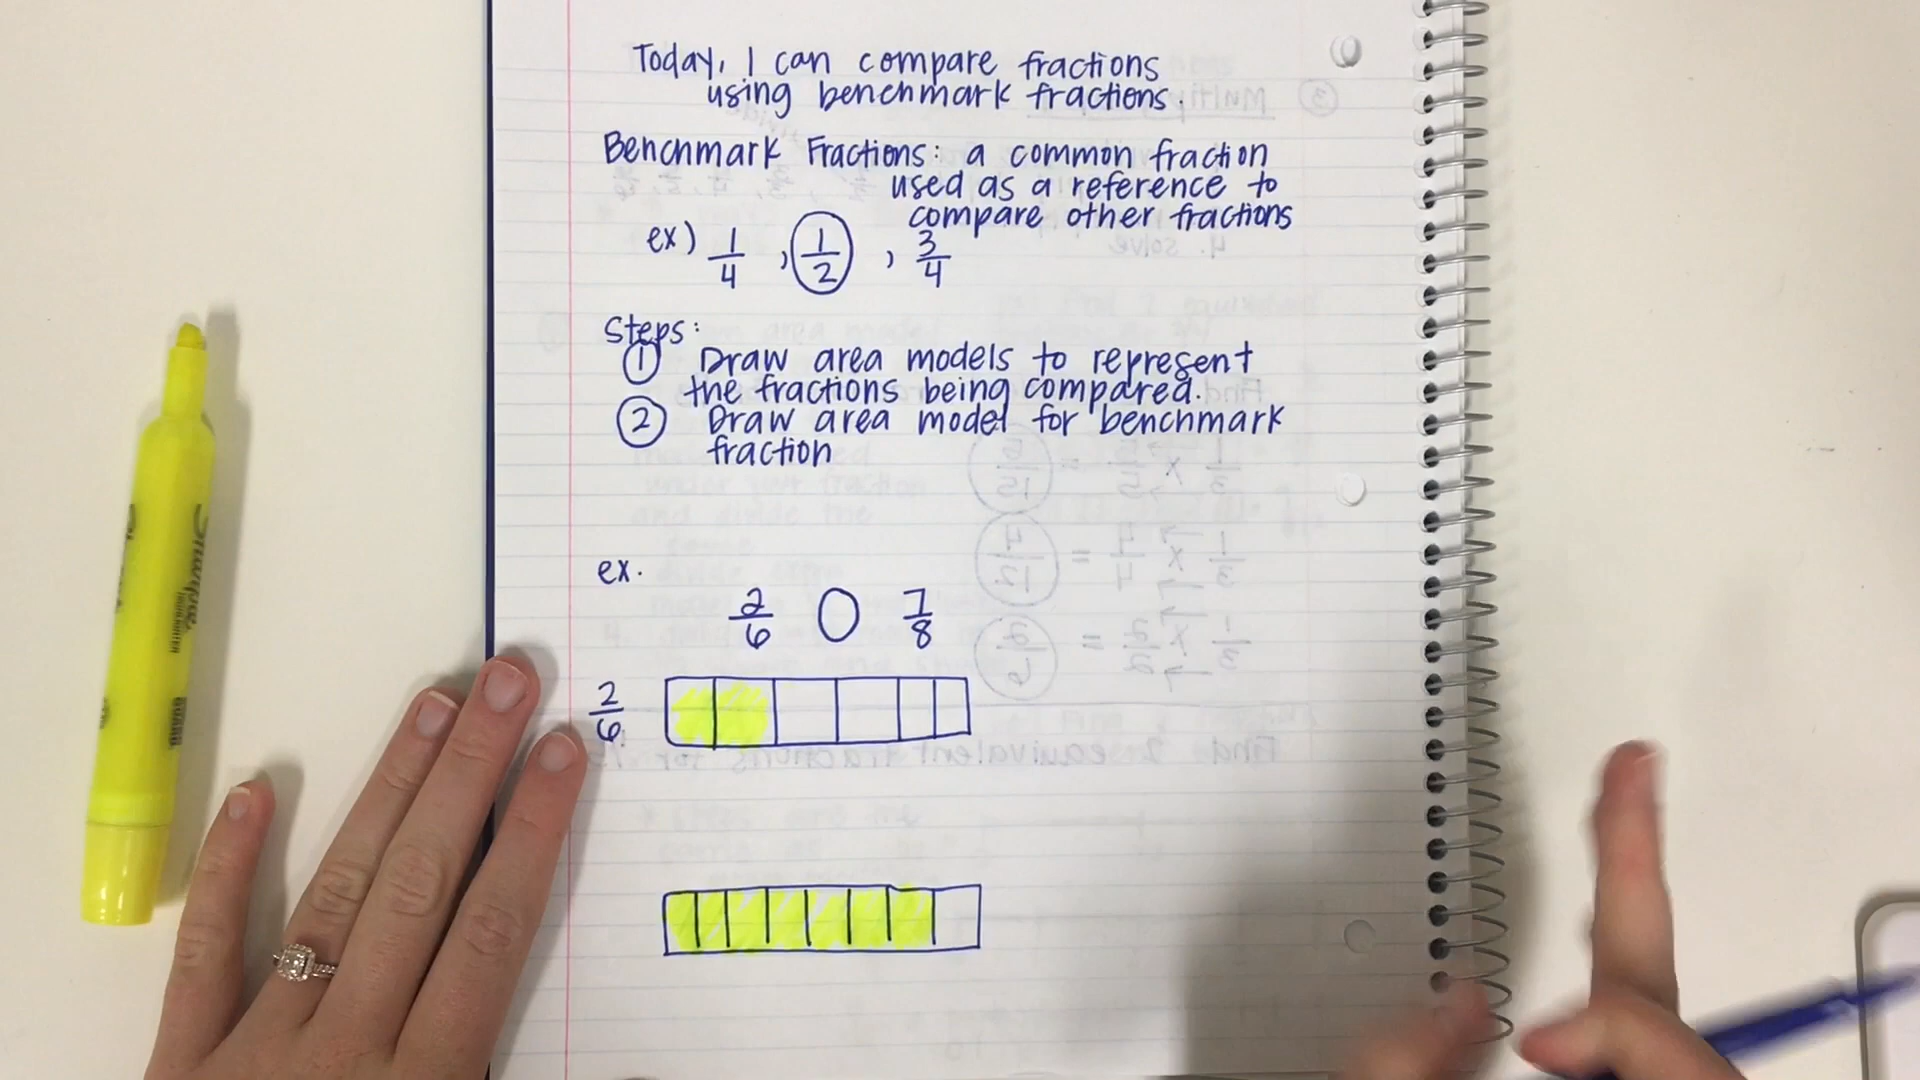 Today, I can compare fractions
using benchmark fractions.
Benchmark Fractions: a common fraction
used as a reference to
compare other fractions
ex) 1/4 , 1/2 , 3/4
Steps:
① Draw area models to represent
the fractions being compared.
② Draw area model for benchmark
fraction
ex.
2/6 ◯ 7/8
2/6
Sharpie